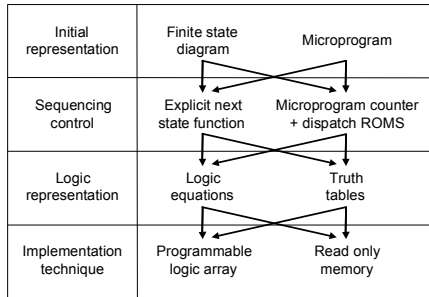 Initial
representation
Finite state
diagram
Microprogram
Sequencing
control
Explicit next
state function
Microprogram counter
+ dispatch ROMS
Logic
representation
Logic
equations
Truth
tables
Implementation
technique
Programmable
logic array
Read only
memory